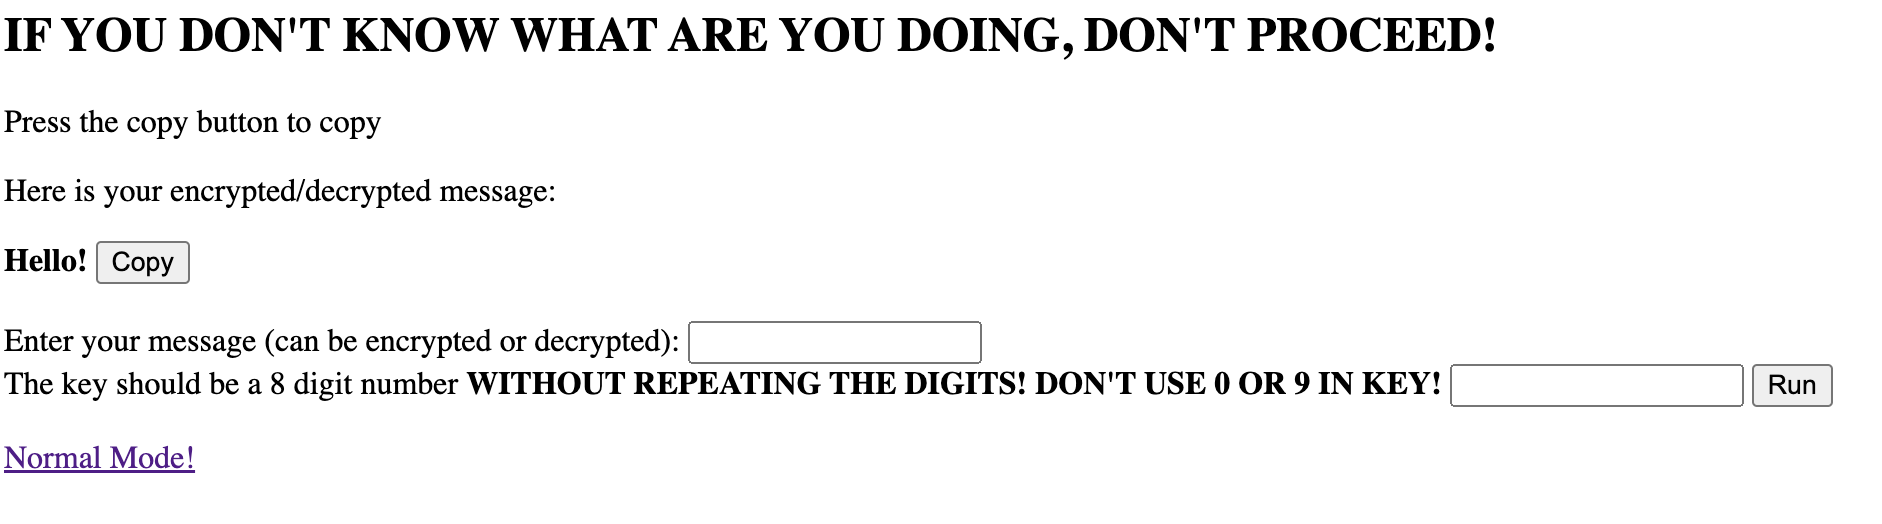 IF YOU DON'T KNOW WHAT ARE YOU DOING, DON'T PROCEED!
Press the copy button to copy
Here is your encrypted/decrypted message:
Hello! Copy
Enter your message (can be encrypted or decrypted):
The key should be a 8 digit number WITHOUT REPEATING THE DIGITS! DON'T USE 0 OR 9 IN KEY! Run
Normal Mode!